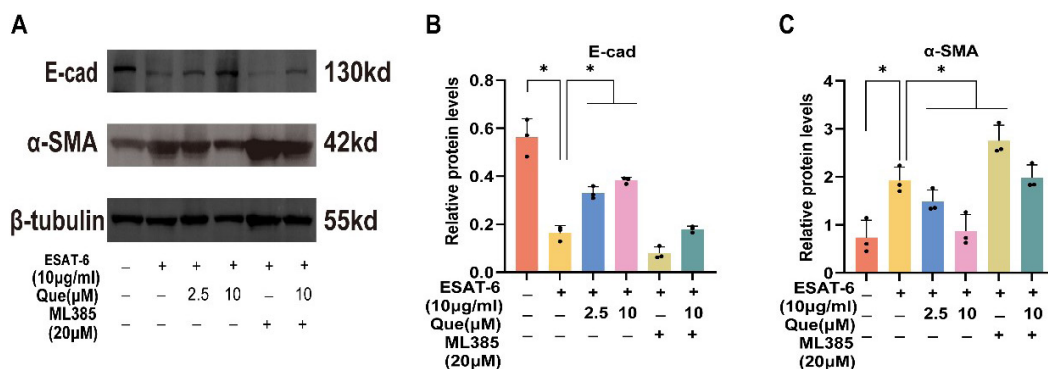 A
E-cad
130kd
α-SMA
42kd
β-tubulin
55kd
ESAT-6
(10μg/ml) – + + + + +
Que(μM) – – 2.5 10 – 10
ML385
(20μM) – – – – + +
B
E-cad
* *
Relative protein levels
0.8
0.6
0.4
0.2
0.0
ESAT-6
(10μg/ml) – + + + + +
Que(μM) – – 2.5 10 – 10
ML385
(20μM) – – – – + +
C
α-SMA
* *
Relative protein levels
4
3
2
1
0
ESAT-6
(10μg/ml) – + + + + +
Que(μM) – – 2.5 10 – 10
ML385
(20μM) – – – – + +